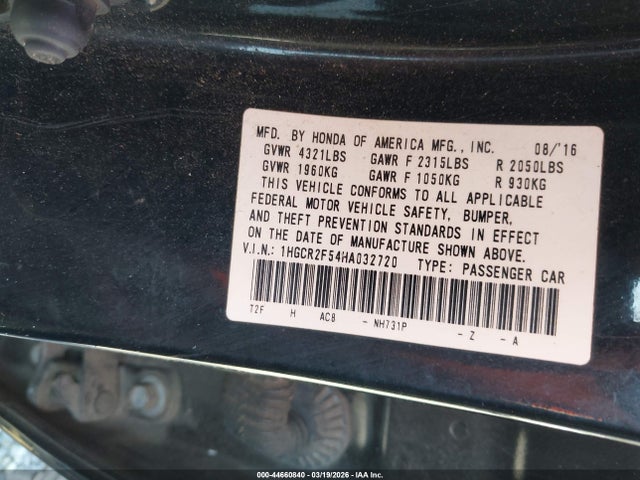 MFD. BY HONDA OF AMERICA MFG., INC. 08/'16
GVWR 4321LBS GAWR F 2315LBS R 2050LBS
GVWR 1960KG GAWR F 1050KG R 930KG
THIS VEHICLE CONFORMS TO ALL APPLICABLE
FEDERAL MOTOR VEHICLE SAFETY, BUMPER,
AND THEFT PREVENTION STANDARDS IN EFFECT
ON THE DATE OF MANUFACTURE SHOWN ABOVE.
V.I.N.: 1HGCR2F54HA032720 TYPE: PASSENGER CAR
T2F H AC8 - NH731P - Z - A
000-44660840 - 03/19/2026 - IAA Inc.